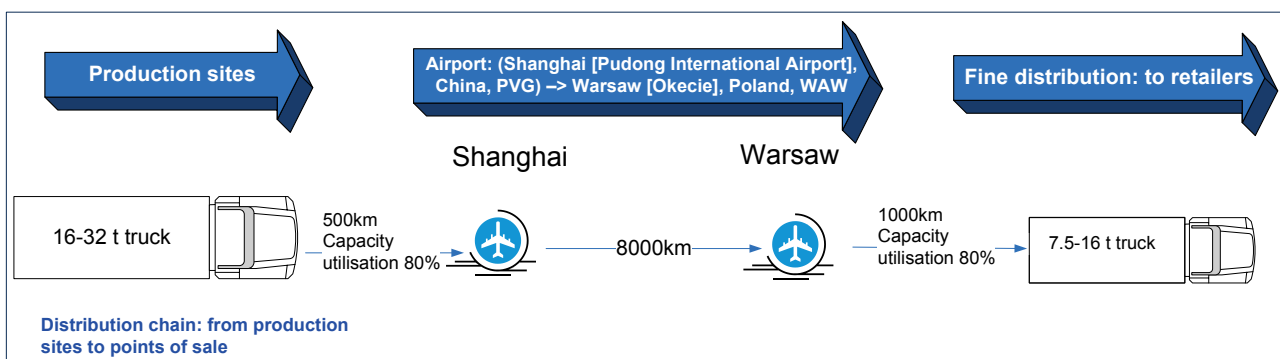 Production sites
Airport: (Shanghai [Pudong International Airport],
China, PVG) –> Warsaw [Okecie], Poland, WAW
Fine distribution: to retailers
Shanghai
Warsaw
16-32 t truck
500km
Capacity
utilisation 80%
8000km
1000km
Capacity
utilisation 80%
7.5-16 t truck
Distribution chain: from production
sites to points of sale